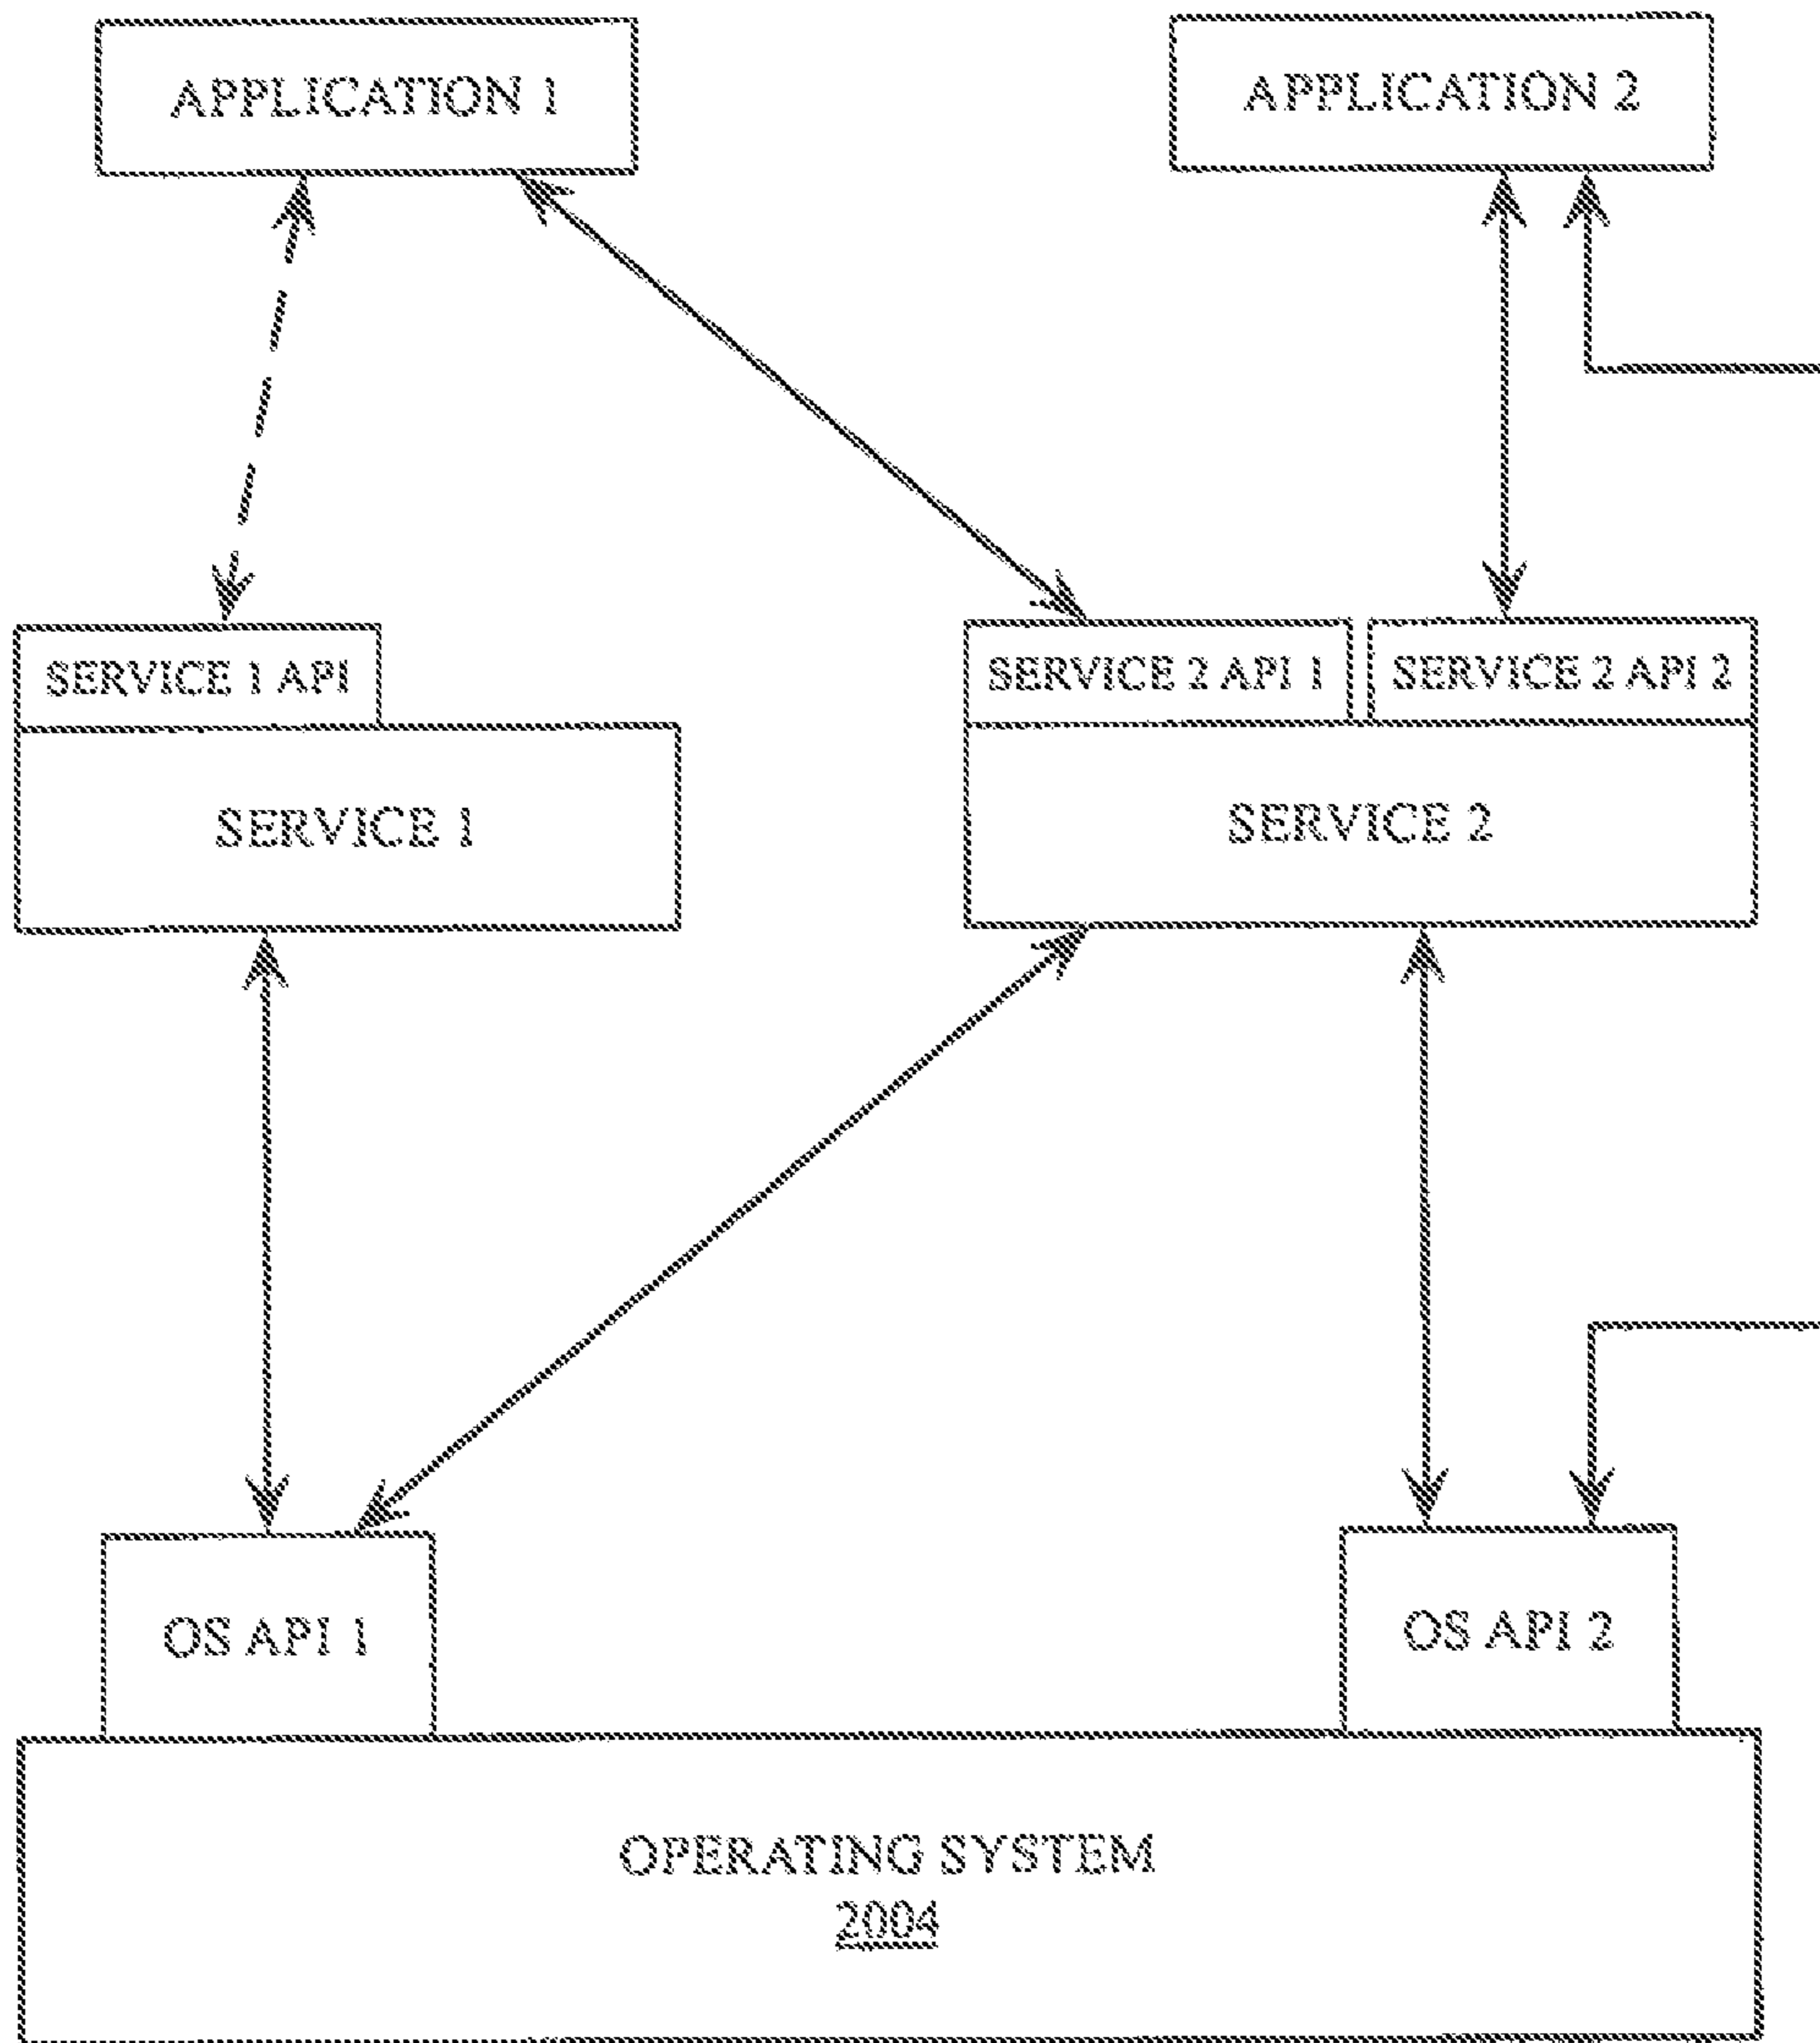 APPLICATION 1
APPLICATION 2
SERVICE 1 API
SERVICE 2 API 1
SERVICE 2 API 2
SERVICE 1
SERVICE 2
OS API 1
OS API 2
OPERATING SYSTEM
2004